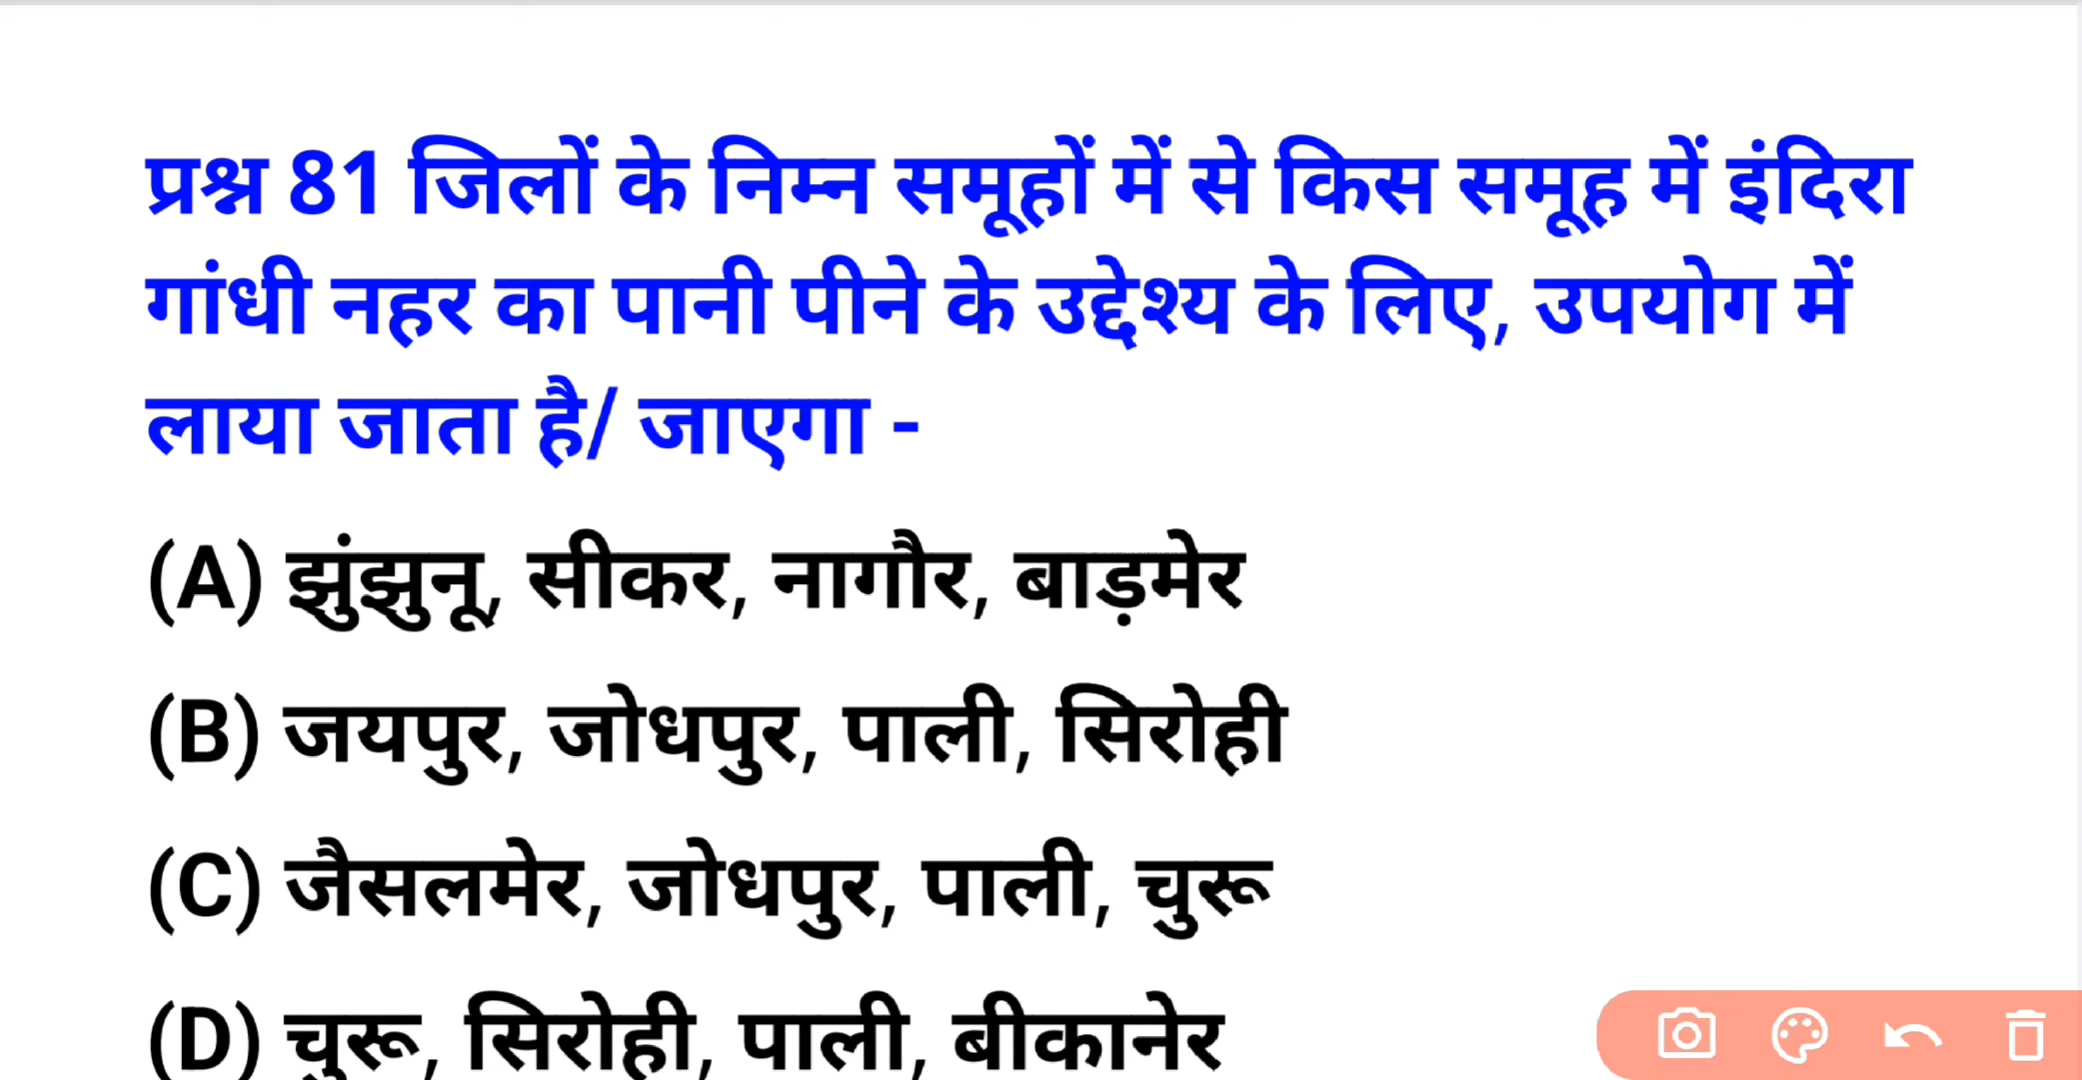 प्रश्न 81 जिलों के निम्न समूहों में से किस समूह में इंदिरा
गांधी नहर का पानी पीने के उद्देश्य के लिए, उपयोग में
लाया जाता है/ जाएगा -
(A) झुंझुनू, सीकर, नागौर, बाड़मेर
(B) जयपुर, जोधपुर, पाली, सिरोही
(C) जैसलमेर, जोधपुर, पाली, चुरू
(D) चुरू, सिरोही, पाली, बीकानेर